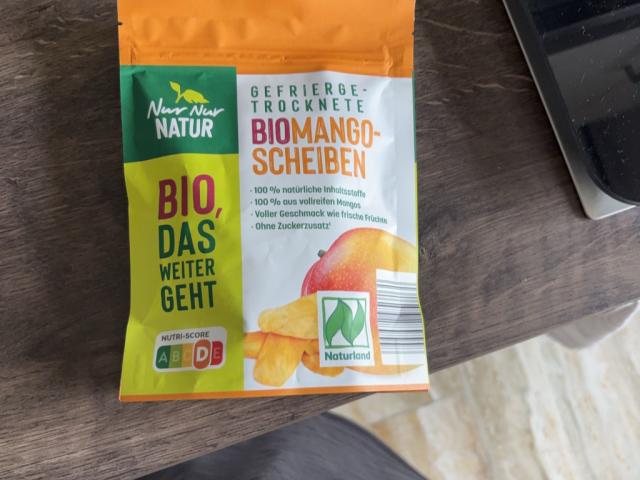 Nur Nur
NATUR
GEFRIERGE-
TROCKNETE
BIOMANGO-
SCHEIBEN
· 100 % natürliche Inhaltsstoffe
· 100 % aus vollreifen Mangos
· Voller Geschmack wie frische Früchte
· Ohne Zuckerzusatz¹
BIO,
DAS
WEITER
GEHT
NUTRI-SCORE
A B C D E
Naturland